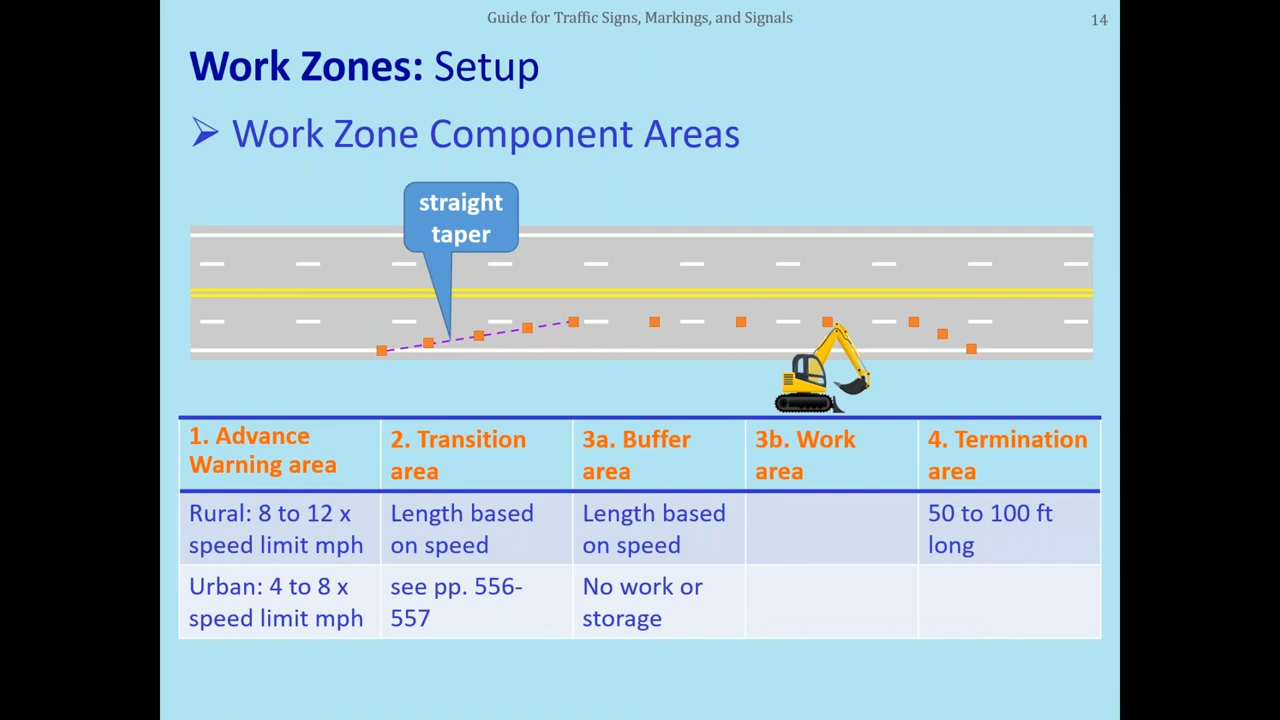 Guide for Traffic Signs, Markings, and Signals
14
Work Zones: Setup
Work Zone Component Areas
straight
taper
1. Advance
Warning area
2. Transition
area
3a. Buffer
area
3b. Work
area
4. Termination
area
Rural: 8 to 12 x
speed limit mph
Length based
on speed
Length based
on speed
50 to 100 ft
long
Urban: 4 to 8 x
speed limit mph
see pp. 556-
557
No work or
storage